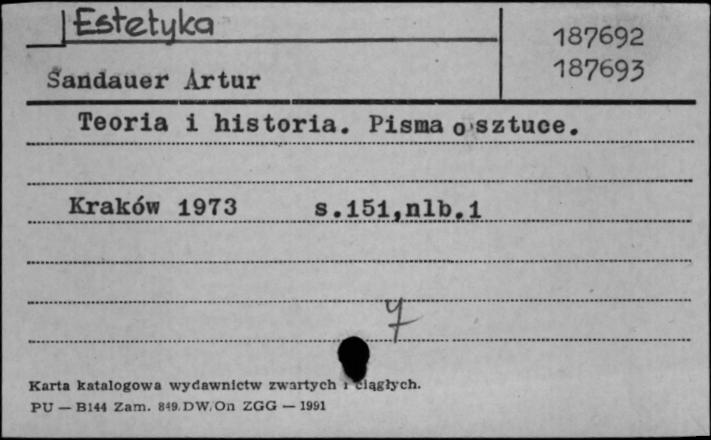 Estetyka
187692
187693
Sandauer Artur
Teoria i historia. Pisma o sztuce.
Kraków 1973 s.151,nlb.1
Karta katalogowa wydawnictw zwartych i ciągłych.
PU — B144 Zam. 849. DW/On ZGG — 1991